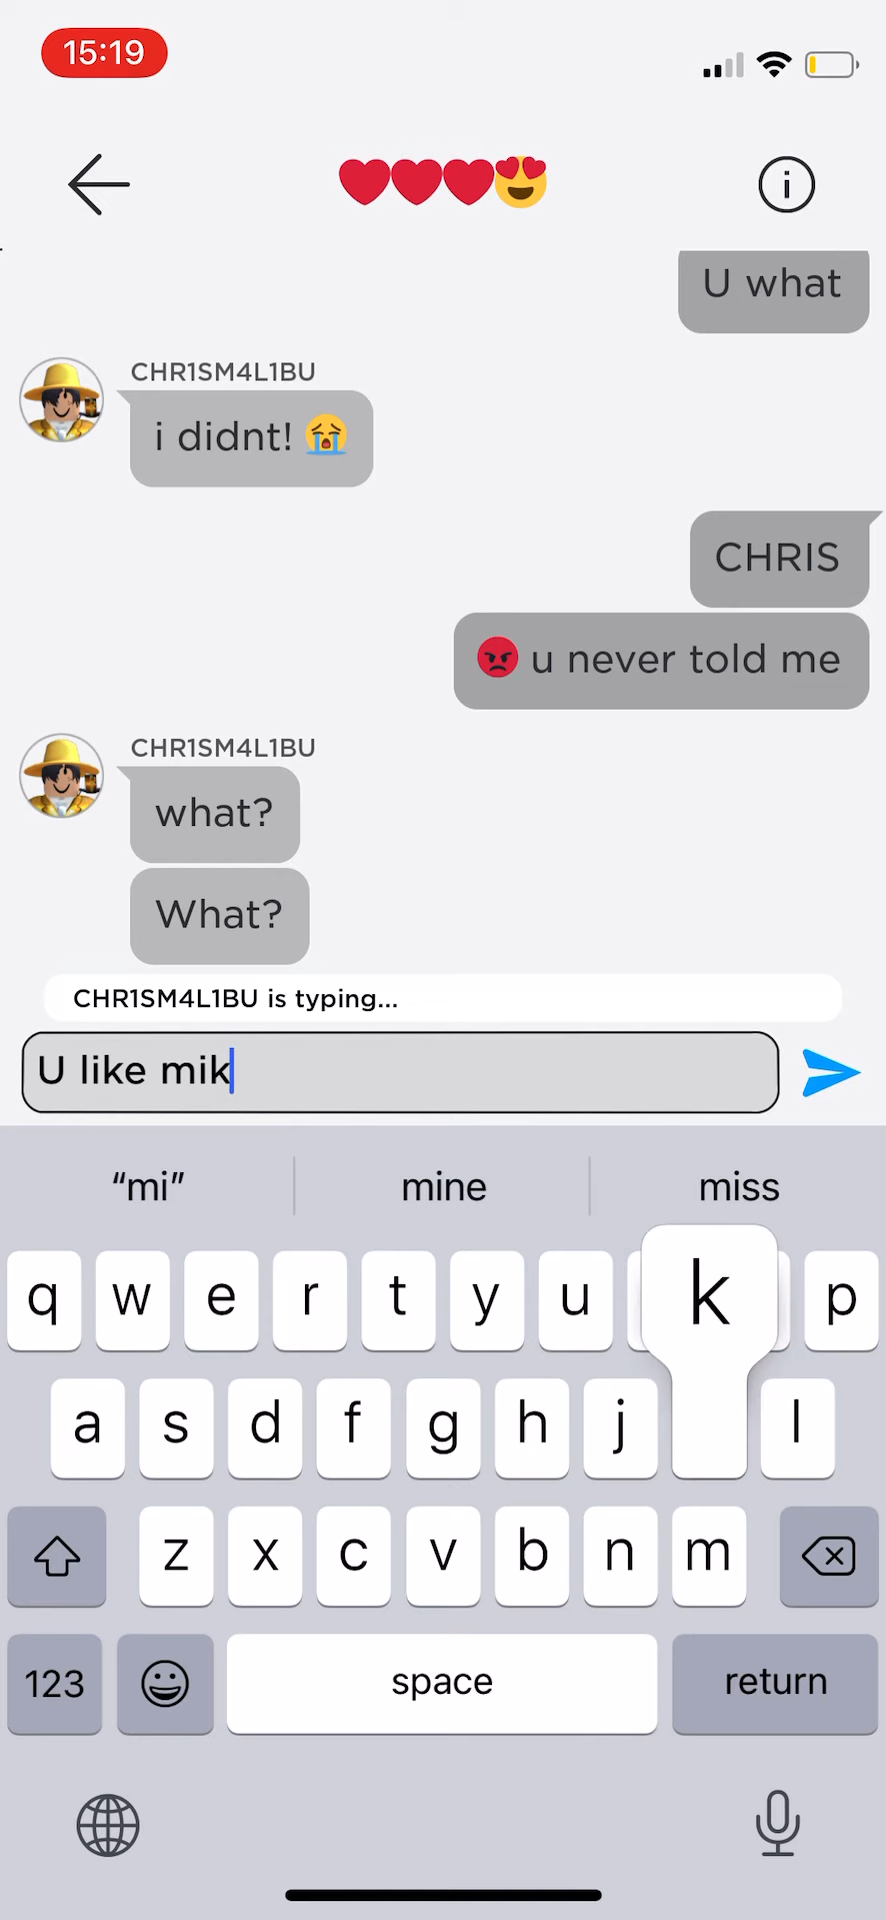 15:19
❤️❤️❤️😍
U what
CHR1SM4L1BU
i didnt! 😭
CHRIS
😡 u never told me
CHR1SM4L1BU
what?
What?
CHR1SM4L1BU is typing...
U like mik
“mi” mine miss
q w e r t y u k p
a s d f g h j l
z x c v b n m
123 space return